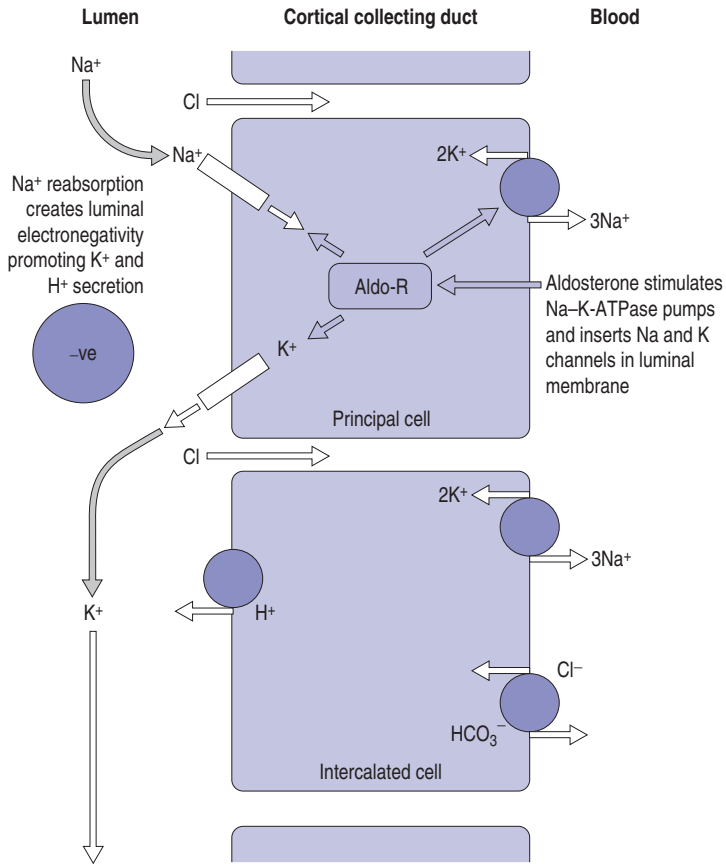 Lumen
Cortical collecting duct
Blood
Na⁺
Cl
Na⁺
2K⁺
3Na⁺
Na⁺ reabsorption
creates luminal
electronegativity
promoting K⁺ and
H⁺ secretion
–ve
Aldo-R
Aldosterone stimulates
Na–K-ATPase pumps
and inserts Na and K
channels in luminal
membrane
K⁺
Principal cell
Cl
2K⁺
3Na⁺
K⁺
H⁺
Cl⁻
HCO₃⁻
Intercalated cell